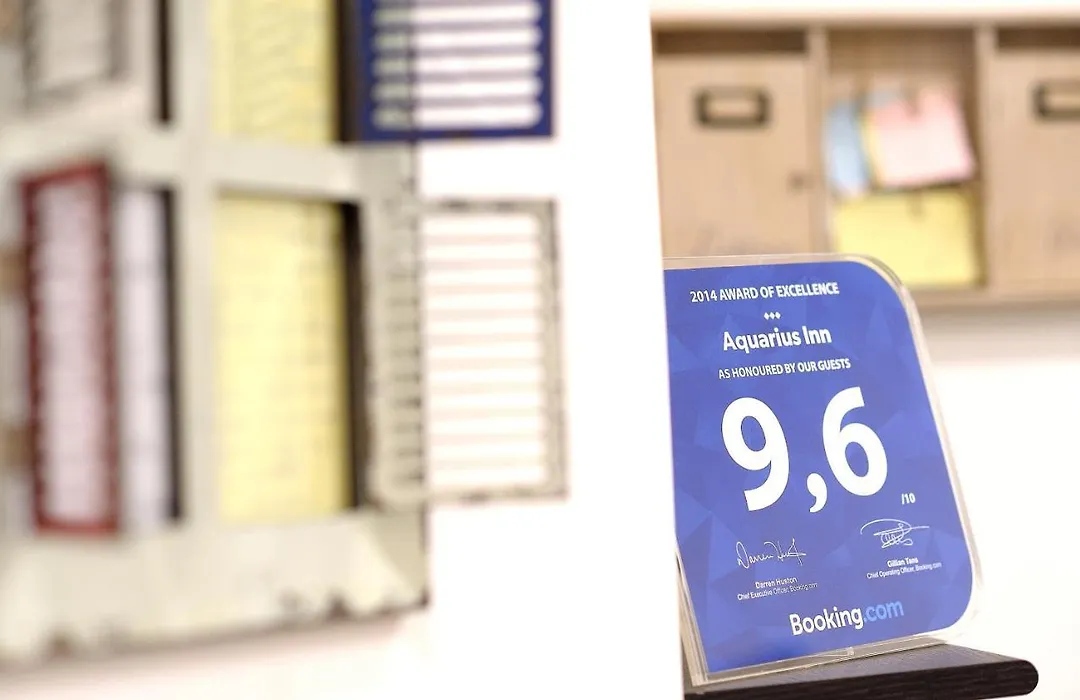 2014 AWARD OF EXCELLENCE
Aquarius Inn
AS HONOURED BY OUR GUESTS
9,6
/10
Darren Huston
Chief Executive Officer, Booking.com
Gillian Tans
Chief Operating Officer, Booking.com
Booking.com